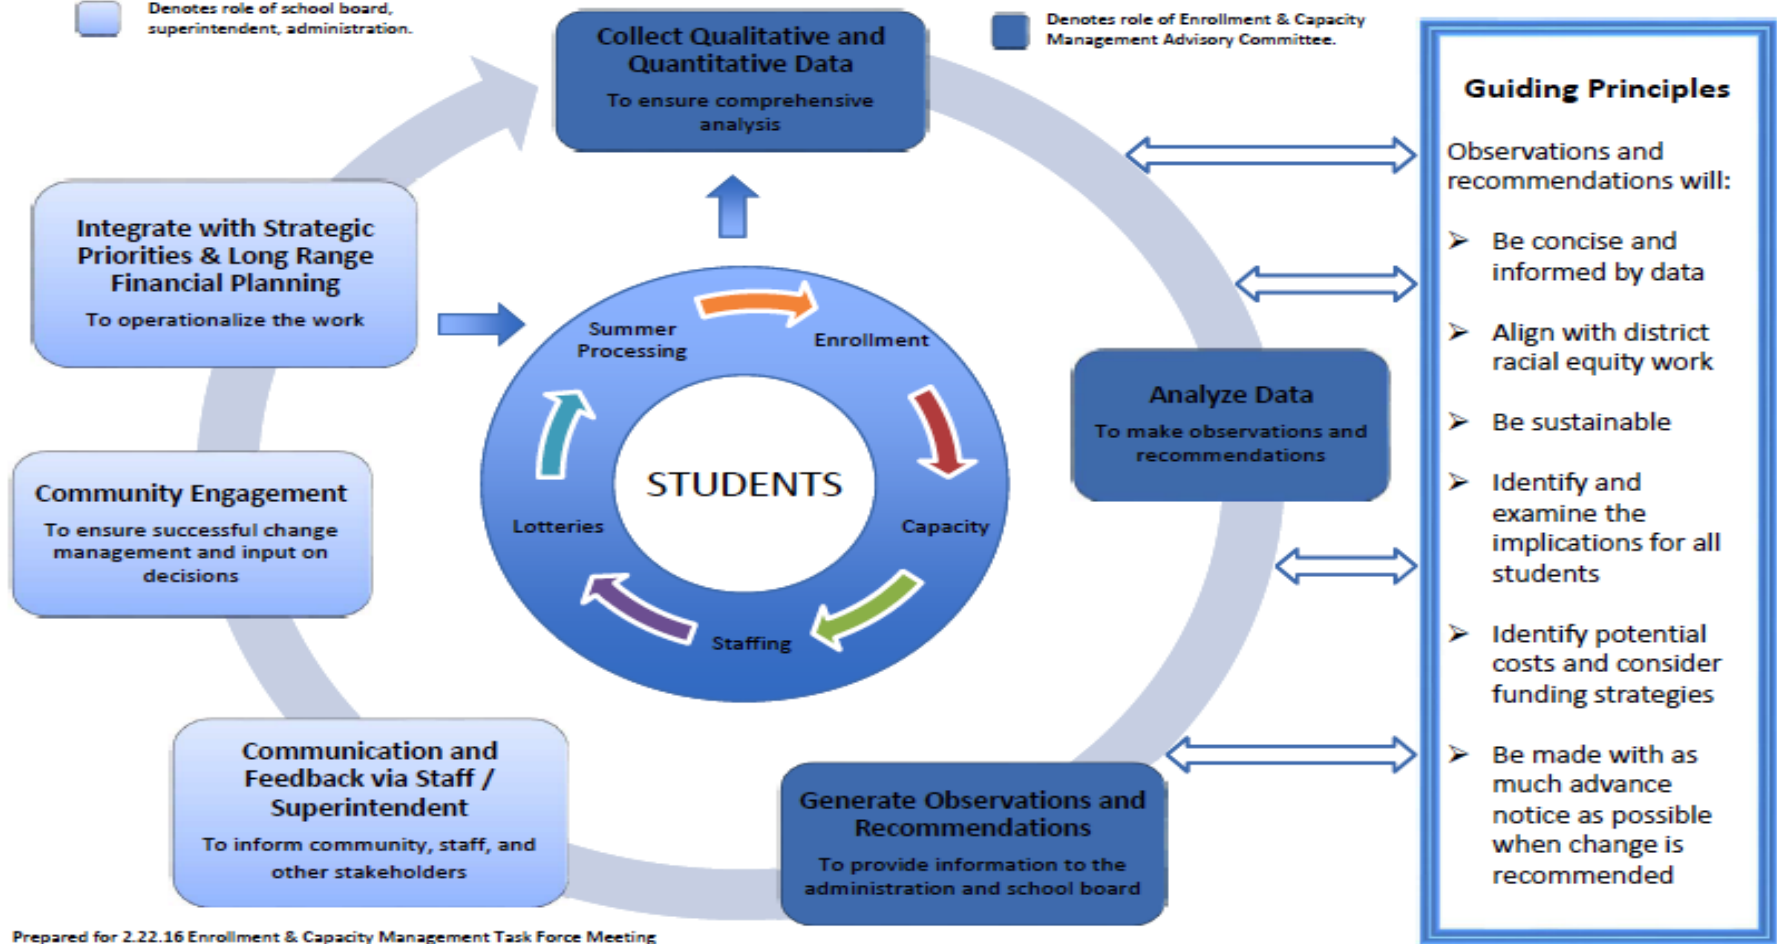 Denotes role of school board,
superintendent, administration.
Denotes role of Enrollment & Capacity
Management Advisory Committee.
Collect Qualitative and
Quantitative Data
To ensure comprehensive
analysis
Integrate with Strategic
Priorities & Long Range
Financial Planning
To operationalize the work
Community Engagement
To ensure successful change
management and input on
decisions
Communication and
Feedback via Staff /
Superintendent
To inform community, staff, and
other stakeholders
Generate Observations and
Recommendations
To provide information to the
administration and school board
Analyze Data
To make observations and
recommendations
Summer
Processing
Enrollment
Capacity
Staffing
Lotteries
STUDENTS
Guiding Principles
Observations and
recommendations will:
➢ Be concise and
informed by data
➢ Align with district
racial equity work
➢ Be sustainable
➢ Identify and
examine the
implications for all
students
➢ Identify potential
costs and consider
funding strategies
➢ Be made with as
much advance
notice as possible
when change is
recommended
Prepared for 2.22.16 Enrollment & Capacity Management Task Force Meeting